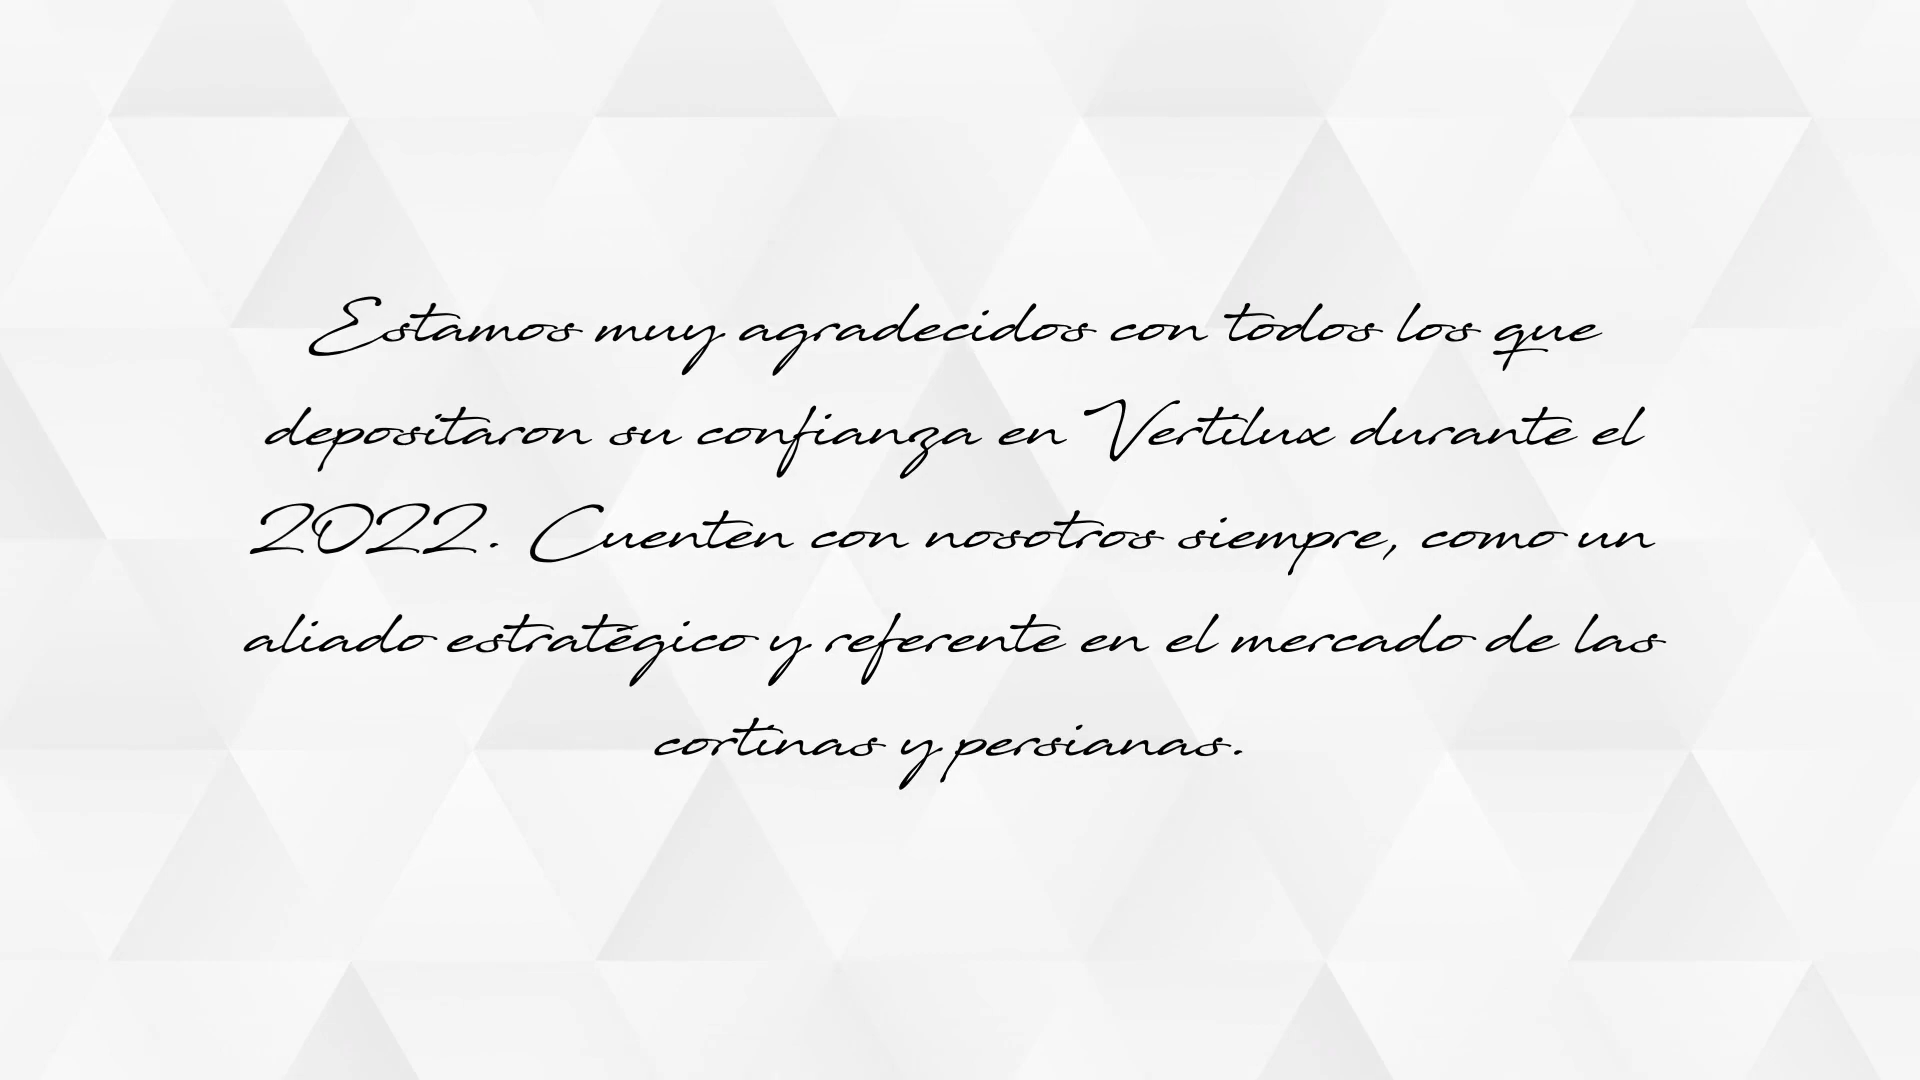 Estamos muy agradecidos con todos los que
depositaron su confianza en Vertilux durante el
2022. Cuenten con nosotros siempre, como un
aliado estratégico y referente en el mercado de las
cortinas y persianas.